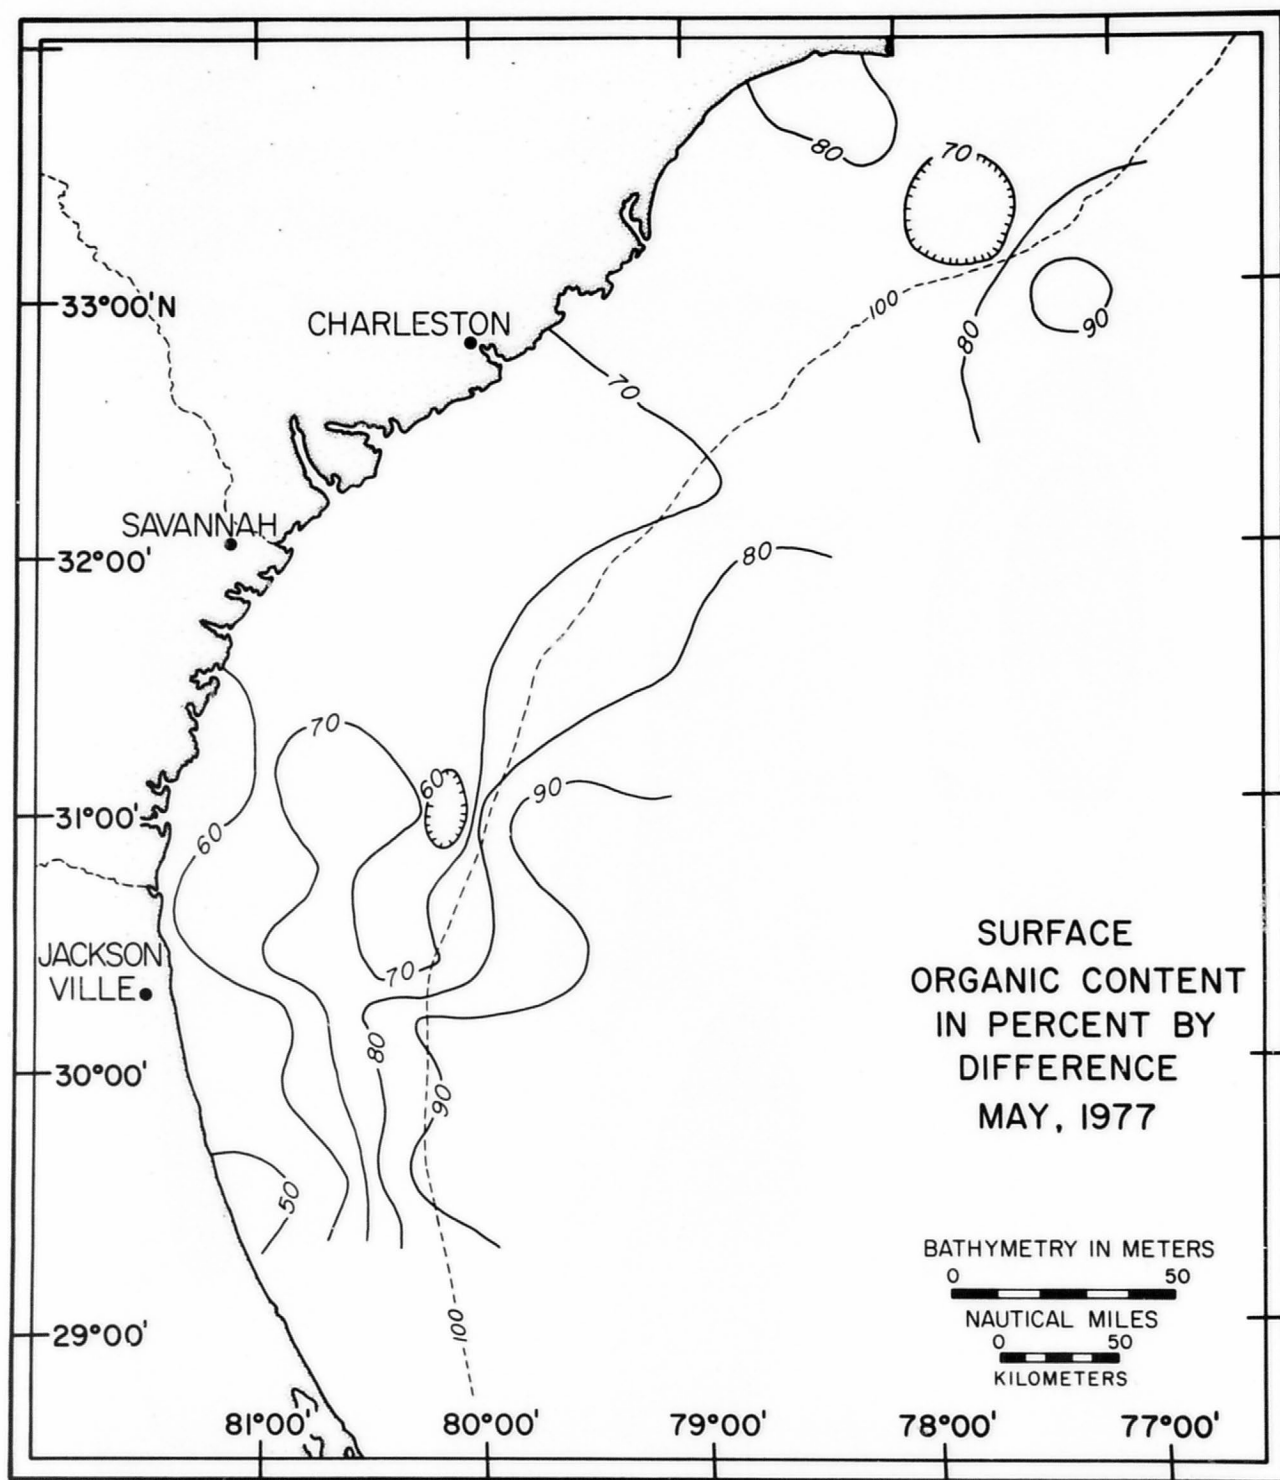 80
70
33°00'N
CHARLESTON
100
80
90
70
SAVANNAH
32°00'
80
70
60
90
31°00'
60
JACKSON
VILLE
70
80
90
30°00'
50
100
29°00'
SURFACE
ORGANIC CONTENT
IN PERCENT BY
DIFFERENCE
MAY, 1977
BATHYMETRY IN METERS
0 50
NAUTICAL MILES
0 50
KILOMETERS
81°00' 80°00' 79°00' 78°00' 77°00'